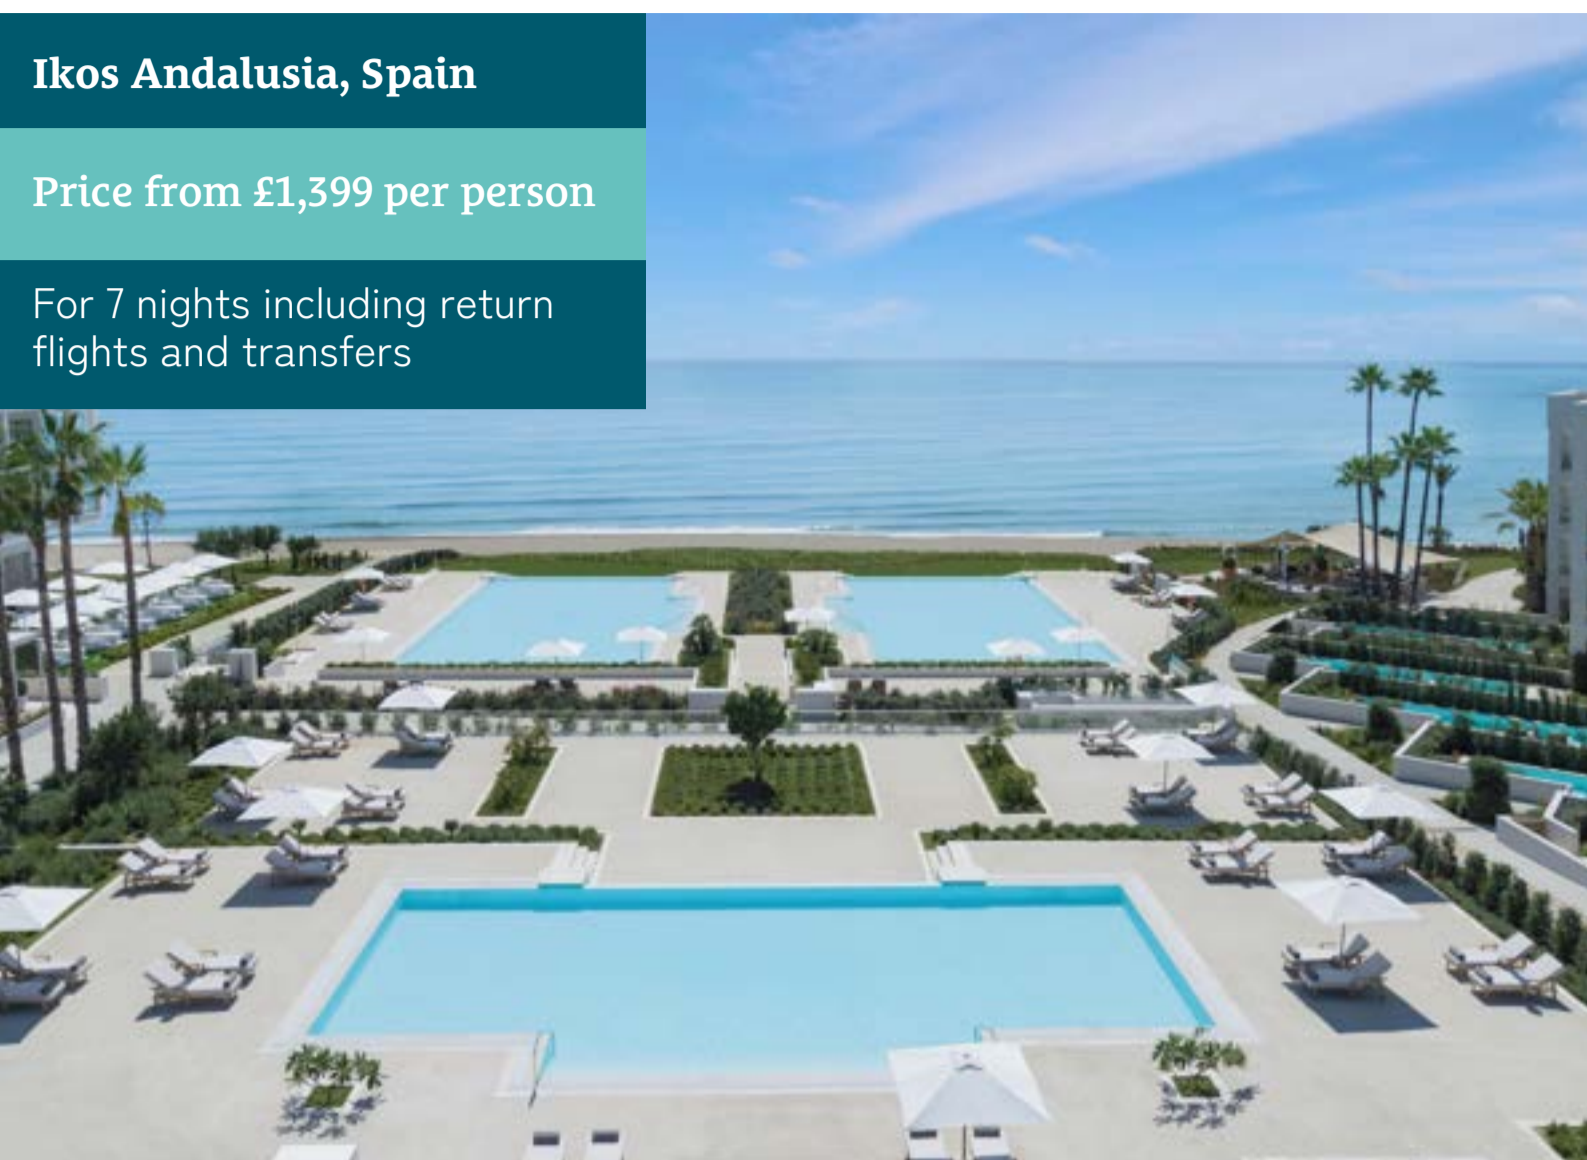 Ikos Andalusia, Spain
Price from £1,399 per person
For 7 nights including return
flights and transfers